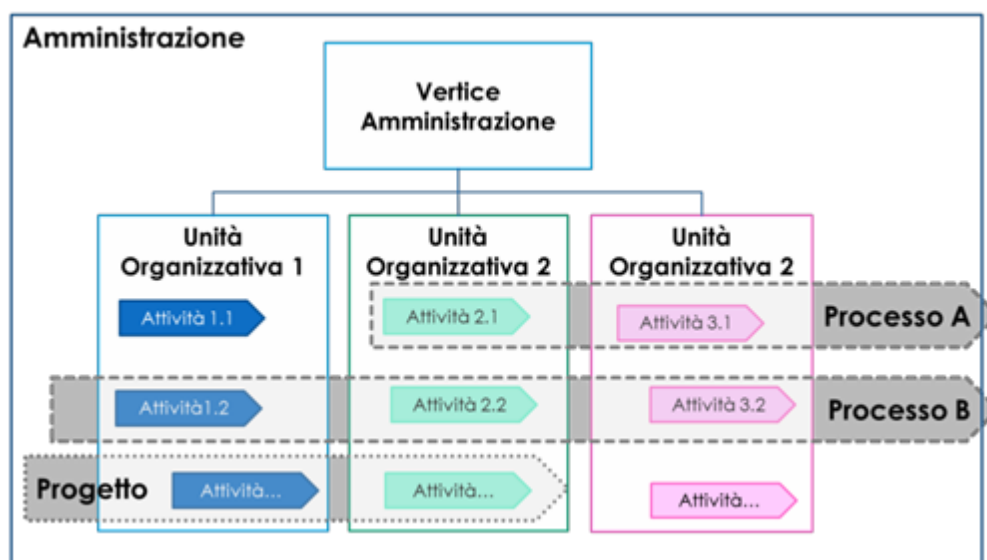 Amministrazione
Vertice
Amministrazione
Unità
Organizzativa 1
Unità
Organizzativa 2
Unità
Organizzativa 2
Attività 1.1
Attività 2.1
Attività 3.1
Processo A
Attività1.2
Attività 2.2
Attività 3.2
Processo B
Progetto
Attività...
Attività...
Attività...